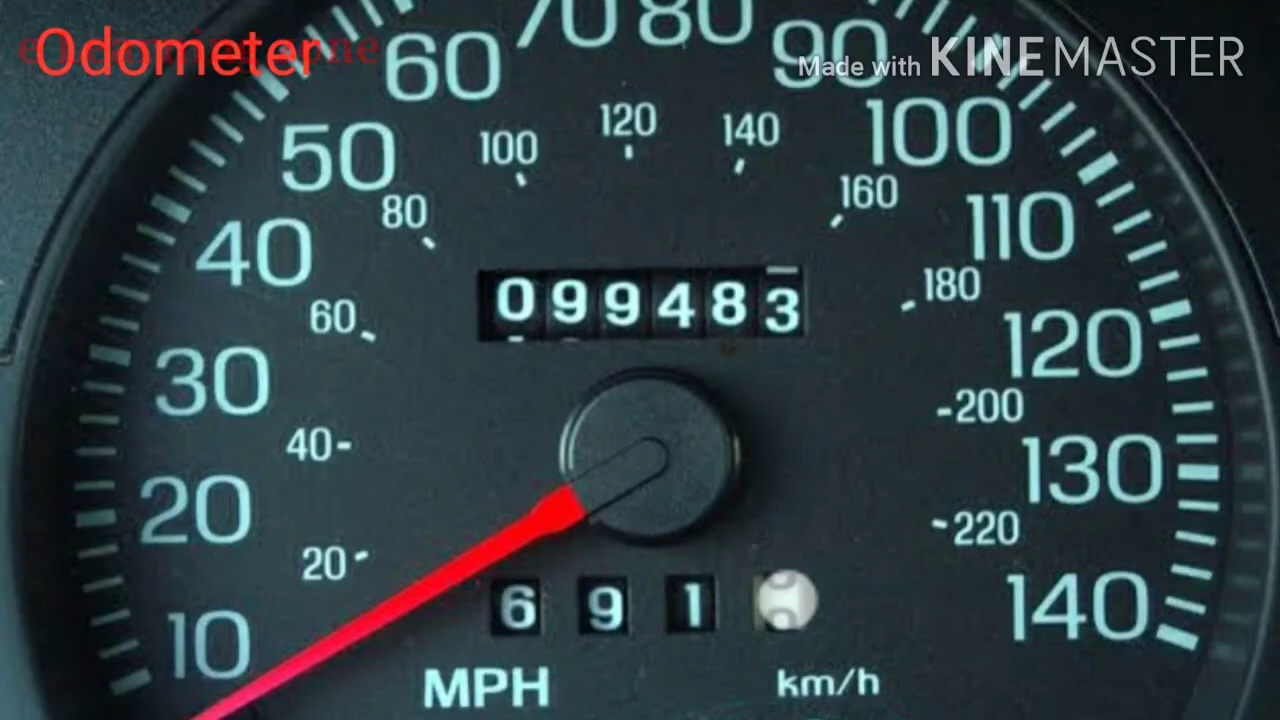 Odometer
Made with KINEMASTER
70 80
60 90
50 100 120 140 100
40 80 160 110
099483
60 180
30 120
40- -200
20 130
20- -220
10 691 140
MPH km/h